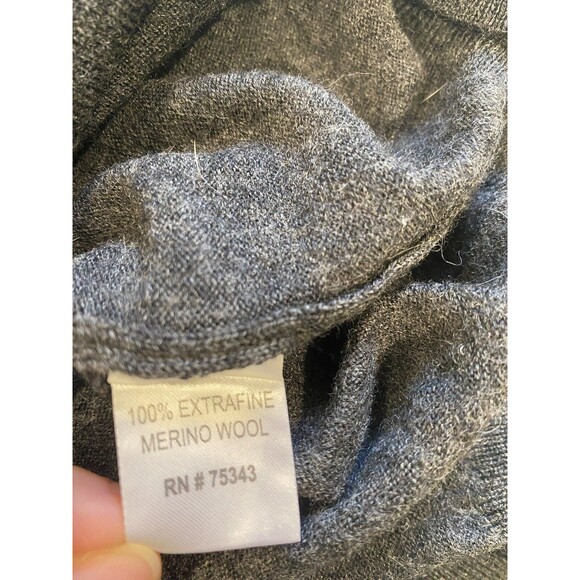 100% EXTRAFINE
MERINO WOOL
RN # 75343